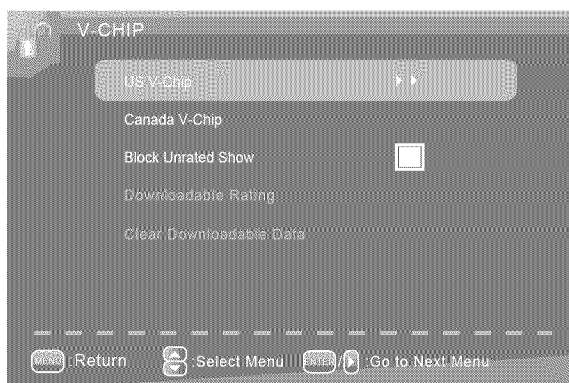 V-CHIP
US V-Chip
Canada V-Chip
Block Unrated Show
Downloadable Rating
Clear Downloadable Data
MENU :Return :Select Menu ENTER / :Go to Next Menu